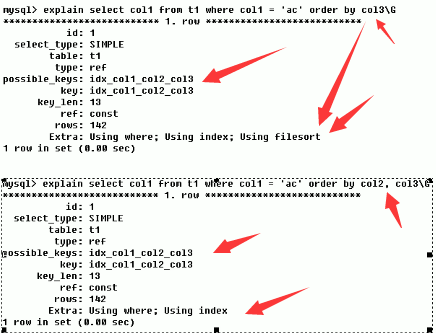 mysql> explain select col1 from t1 where col1 = 'ac' order by col3\G
*************************** 1. row ***************************
id: 1
select_type: SIMPLE
table: t1
type: ref
possible_keys: idx_col1_col2_col3
key: idx_col1_col2_col3
key_len: 13
ref: const
rows: 142
Extra: Using where; Using index; Using filesort
1 row in set (0.00 sec)
mysql> explain select col1 from t1 where col1 = 'ac' order by col2, col3\G
*************************** 1. row ***************************
id: 1
select_type: SIMPLE
table: t1
type: ref
possible_keys: idx_col1_col2_col3
key: idx_col1_col2_col3
key_len: 13
ref: const
rows: 142
Extra: Using where; Using index
1 row in set (0.00 sec)